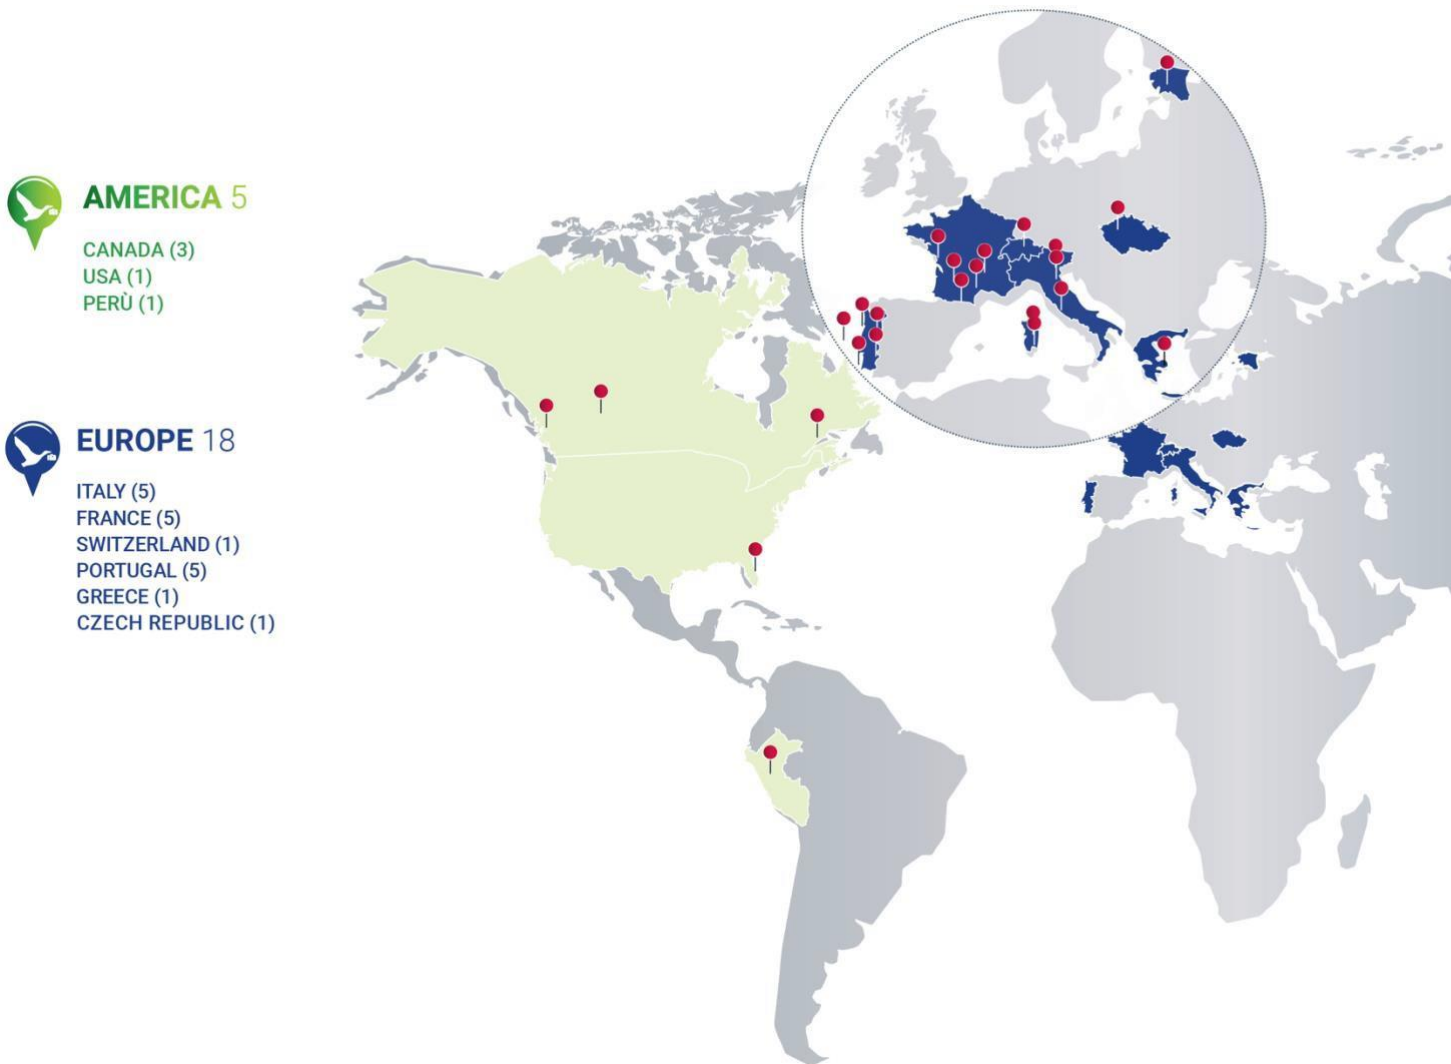 AMERICA 5
CANADA (3)
USA (1)
PERÙ (1)
EUROPE 18
ITALY (5)
FRANCE (5)
SWITZERLAND (1)
PORTUGAL (5)
GREECE (1)
CZECH REPUBLIC (1)